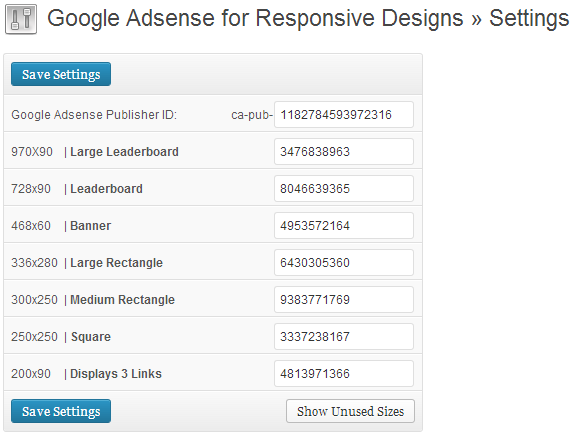 Google Adsense for Responsive Designs » Settings
Save Settings
Google Adsense Publisher ID: ca-pub- 1182784593972316
970X90 | Large Leaderboard 3476838963
728x90 | Leaderboard 8046639365
468x60 | Banner 4953572164
336x280 | Large Rectangle 6430305360
300x250 | Medium Rectangle 9383771769
250x250 | Square 3337238167
200x90 | Displays 3 Links 4813971366
Save Settings Show Unused Sizes